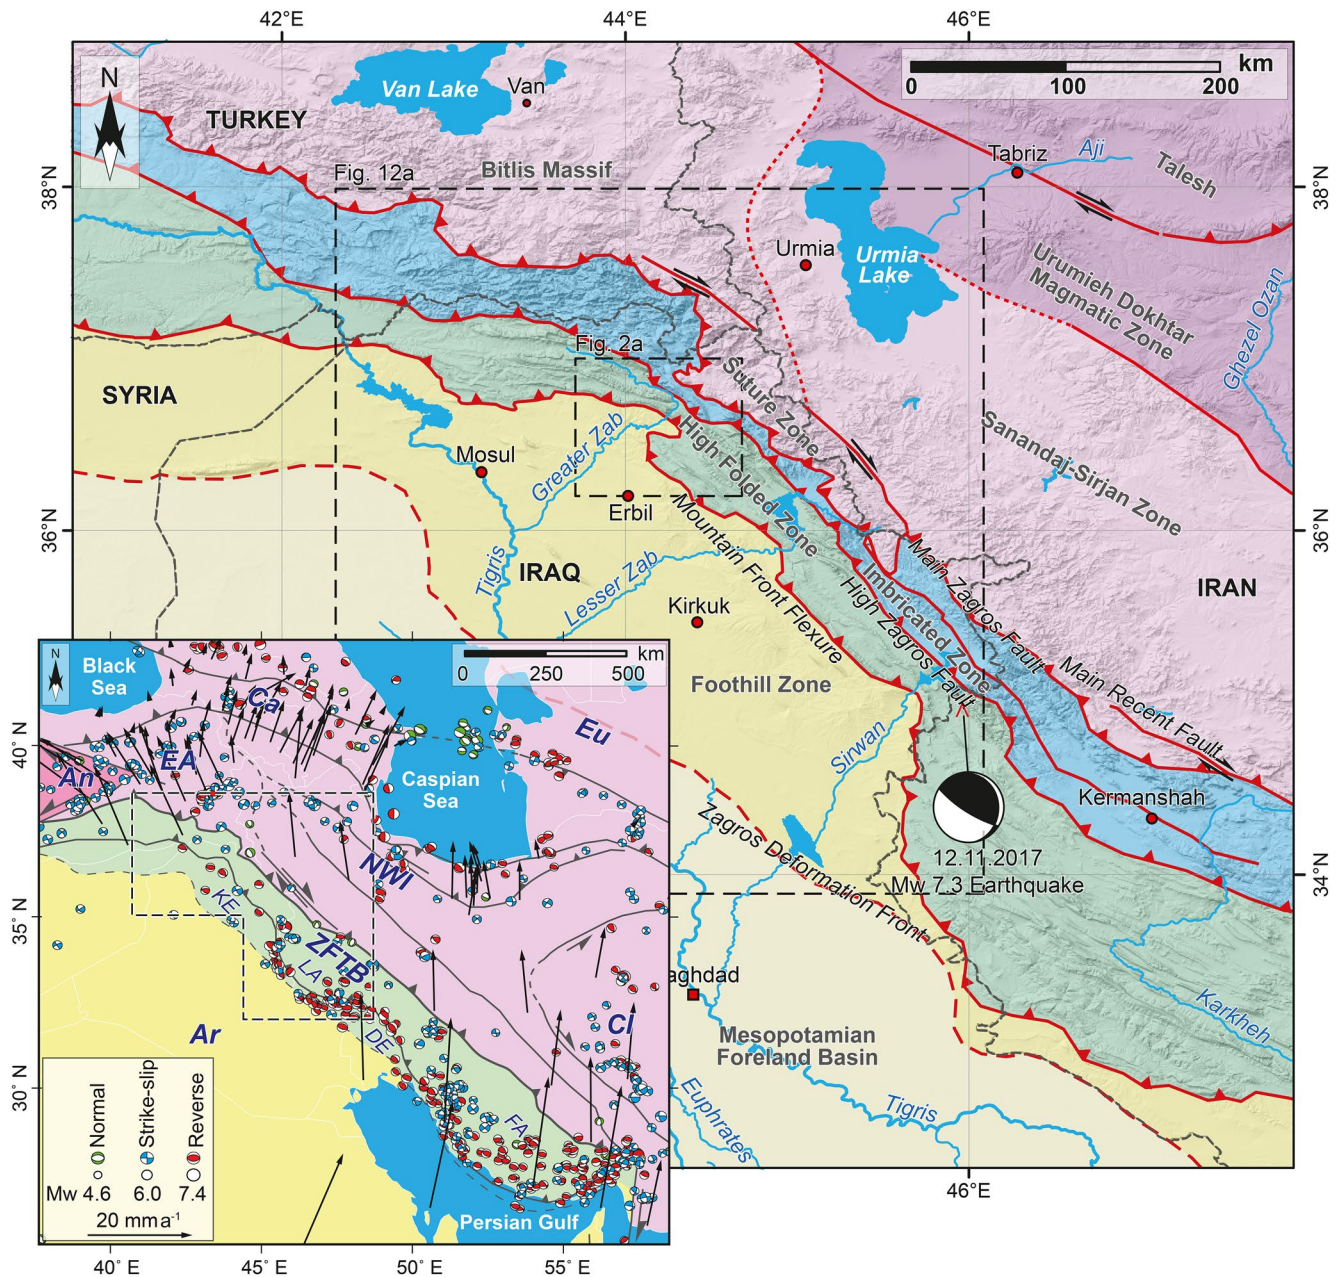 42°E
44°E
46°E
N
Van Lake
Van
km
0
100
200
TURKEY
Tabriz
Aji
Talesh
38°N
Fig. 12a
Bitlis Massif
38°N
Urmia
Urmia
Lake
Urumieh Dokhtar
Magmatic Zone
Ghezel Ozan
Fig. 2a
Suture Zone
SYRIA
Sanandaj-Sirjan Zone
High Folded Zone
Mosul
Greater Zab
Erbil
36°N
36°N
Mountain Front Flexure
Tigris
IRAQ
Lesser Zab
Main Zagros Fault
Imbricated Zone
High Zagros Fault
IRAN
Kirkuk
Foothill Zone
Main Recent Fault
Sirwan
Kermanshah
Zagros Deformation Front
12.11.2017
Mw 7.3 Earthquake
34°N
aghdad
Mesopotamian
Foreland Basin
Karkheh
Euphrates
Tigris
46°E
N
Black
Sea
km
0
250
500
Ca
Eu
40° N
EA
An
Caspian
Sea
NWI
35° N
KE
ZFTB
LA
CI
Ar
DE
30° N
FA
Normal
Strike-slip
Reverse
Mw 4.6
6.0
7.4
20 mm a-1
Persian Gulf
40° E
45° E
50° E
55° E